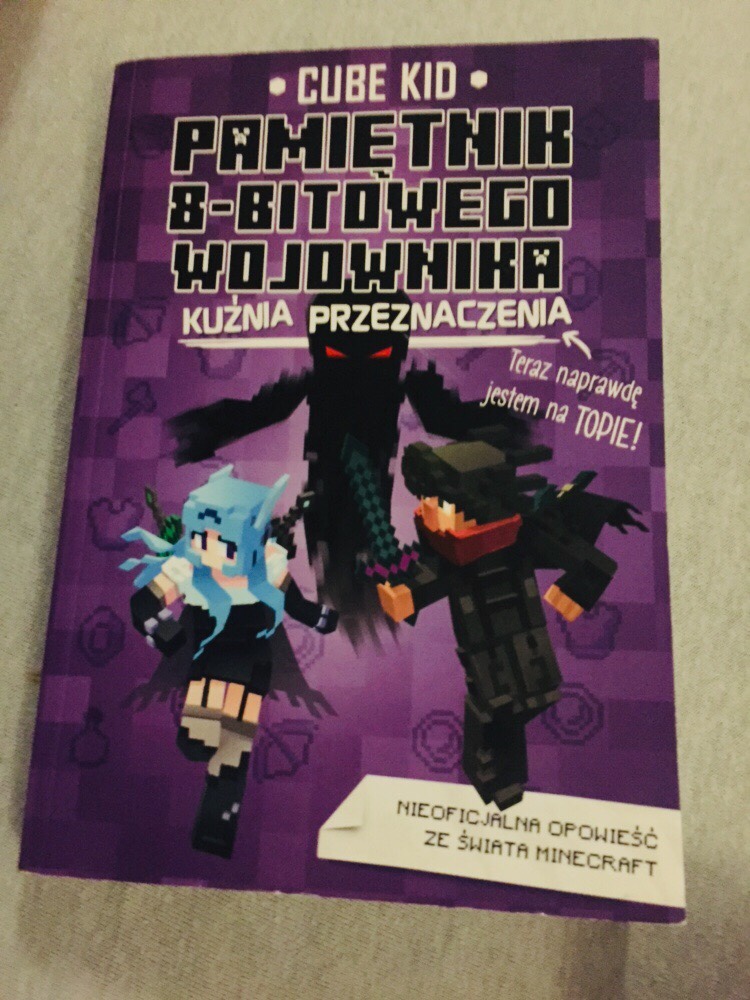 • CUBE KID •
PAMIĘTNIK
8-BITOWEGO
WOJOWNIKA
KUŹNIA PRZEZNACZENIA
Teraz naprawdę
jestem na TOPIE!
NIEOFICJALNA OPOWIEŚĆ
ZE ŚWIATA MINECRAFT